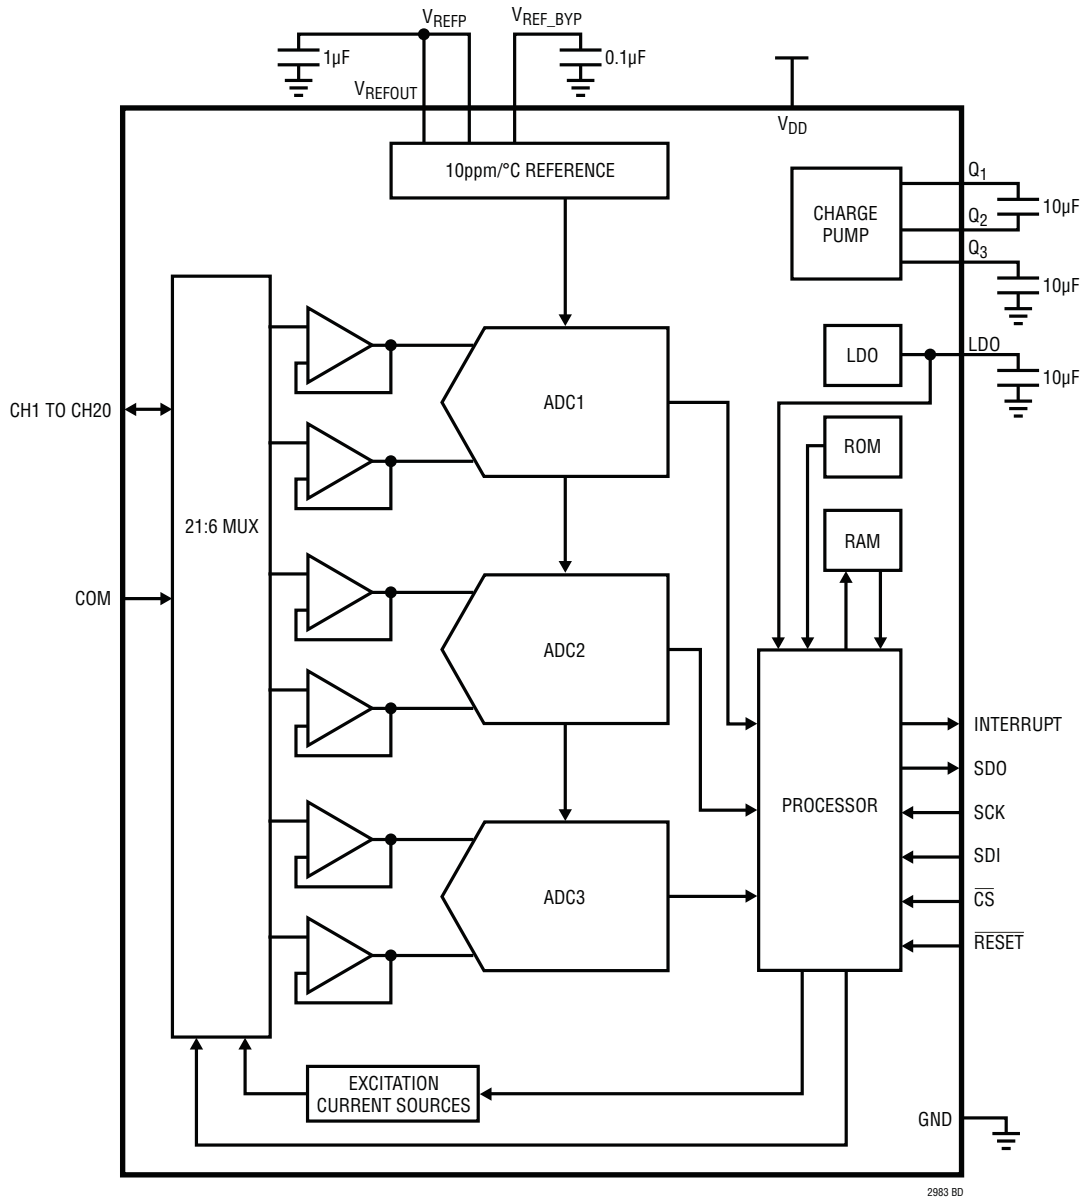 VREFP
VREF_BYP
1µF
0.1µF
VREFOUT
VDD
10ppm/°C REFERENCE
Q1
CHARGE
PUMP
10µF
Q2
Q3
10µF
LDO
LDO
10µF
CH1 TO CH20
ADC1
ROM
21:6 MUX
RAM
COM
ADC2
INTERRUPT
SDO
PROCESSOR
SCK
SDI
ADC3
CS
RESET
EXCITATION
CURRENT SOURCES
GND
2983 BD